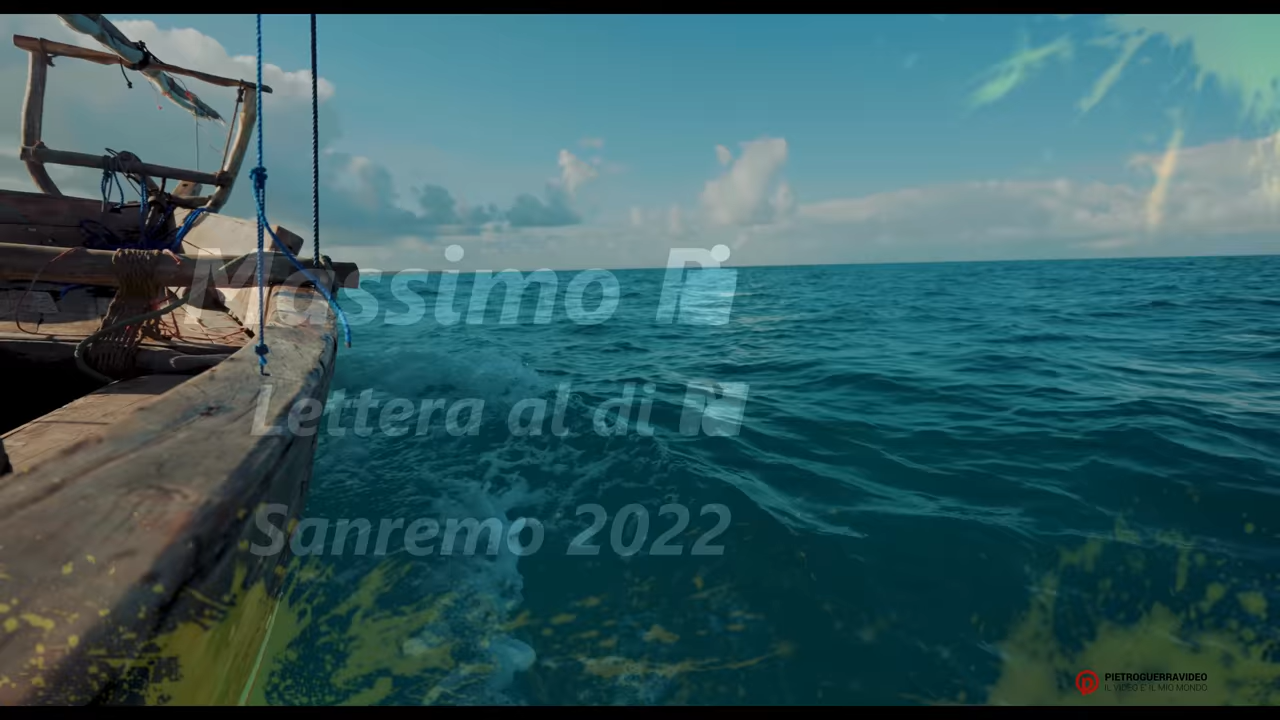 Massimo
Lettera al di
Sanremo 2022
PIETROGUERRAVIDEO
IL VIDEO È IL MIO MONDO